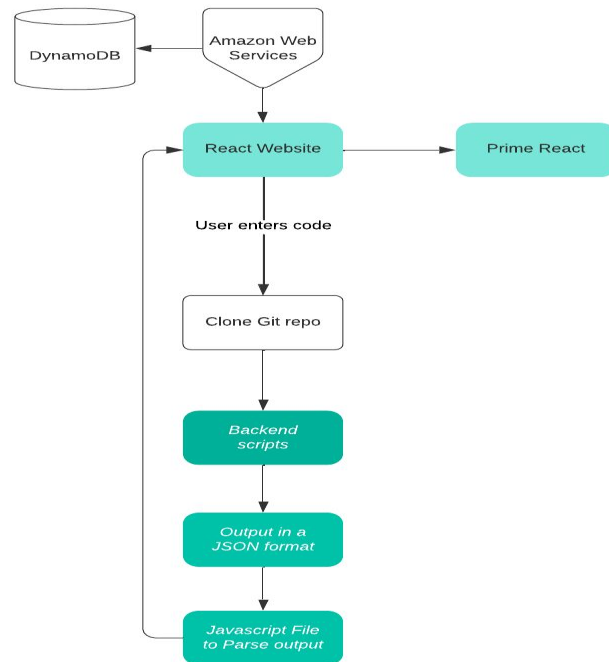 DynamoDB
Amazon Web
Services
React Website
Prime React
User enters code
Clone Git repo
Backend
scripts
Output in a
JSON format
Javascript File
to Parse output